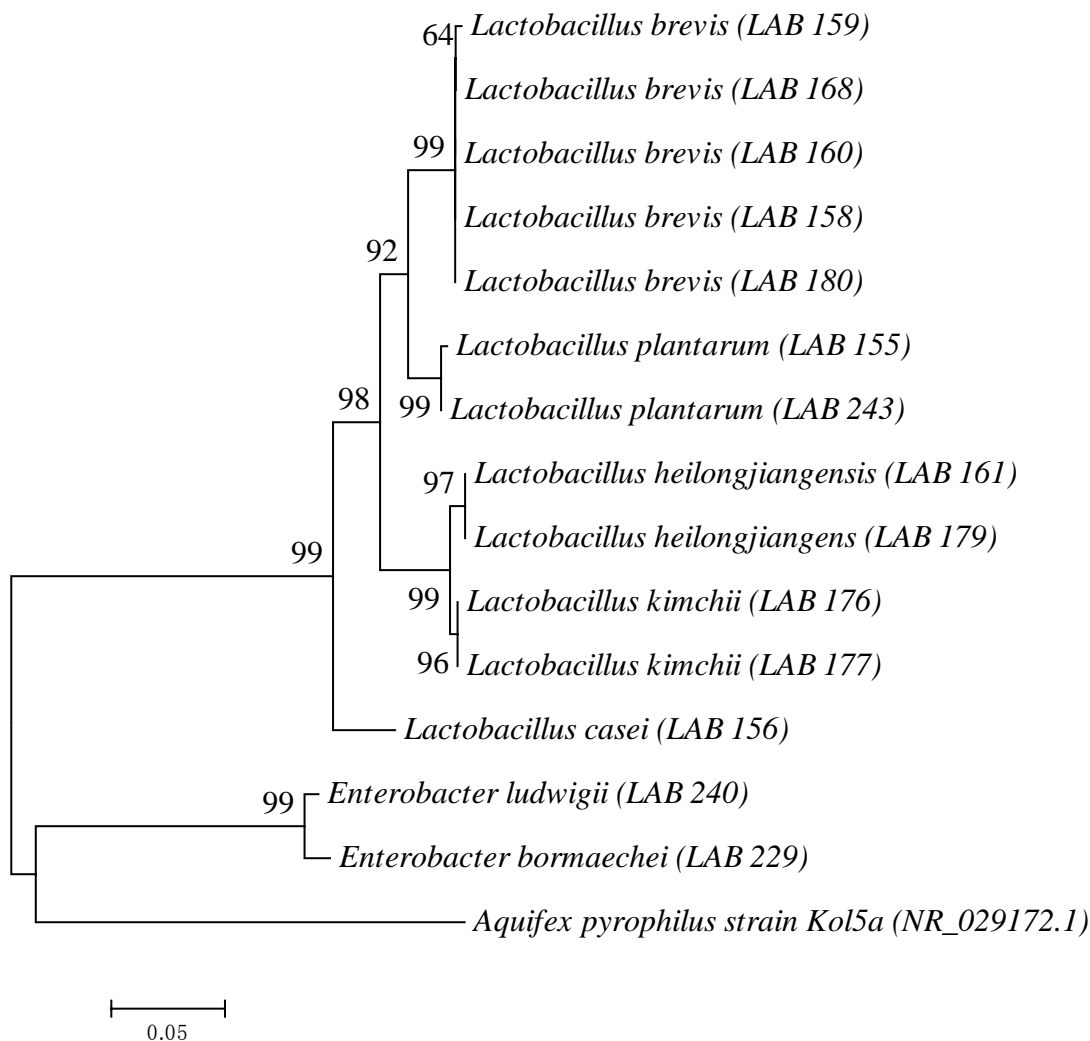 64
Lactobacillus brevis (LAB 159)
Lactobacillus brevis (LAB 168)
99
Lactobacillus brevis (LAB 160)
Lactobacillus brevis (LAB 158)
92
Lactobacillus brevis (LAB 180)
Lactobacillus plantarum (LAB 155)
98
99
Lactobacillus plantarum (LAB 243)
97
Lactobacillus heilongjiangensis (LAB 161)
Lactobacillus heilongjiangens (LAB 179)
99
99
Lactobacillus kimchii (LAB 176)
96
Lactobacillus kimchii (LAB 177)
Lactobacillus casei (LAB 156)
99
Enterobacter ludwigii (LAB 240)
Enterobacter bormaechei (LAB 229)
Aquifex pyrophilus strain Kol5a (NR_029172.1)
0.05